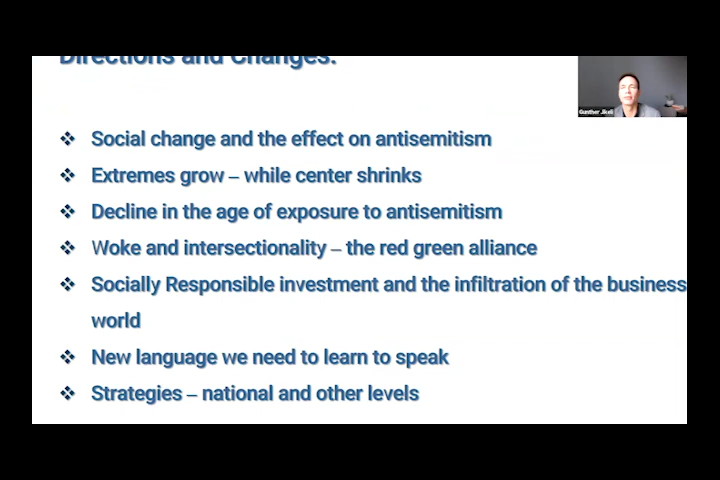 Directions and Changes:
Gunther Jikeli
❖ Social change and the effect on antisemitism
❖ Extremes grow – while center shrinks
❖ Decline in the age of exposure to antisemitism
❖ Woke and intersectionality – the red green alliance
❖ Socially Responsible investment and the infiltration of the business
world
❖ New language we need to learn to speak
❖ Strategies – national and other levels